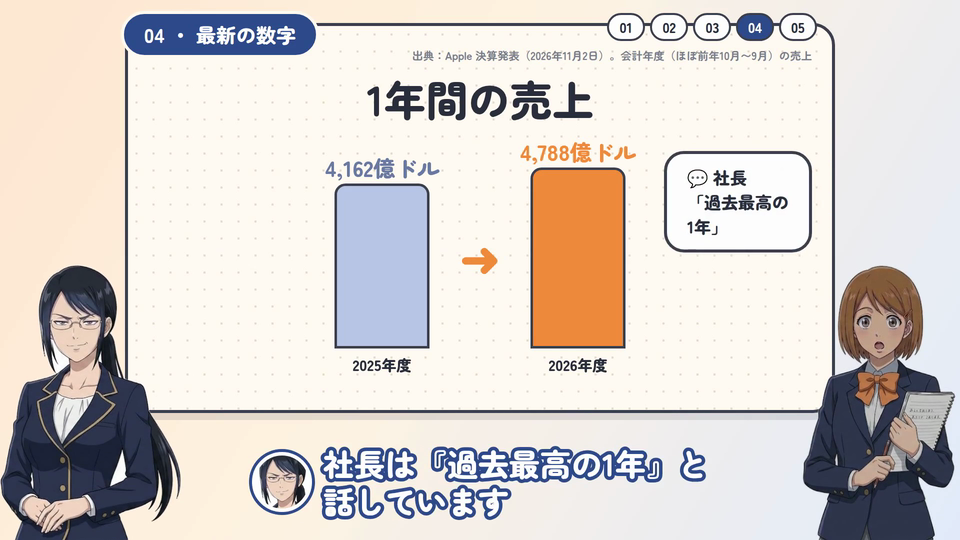 04 ・ 最新の数字
01 02 03 04 05
出典：Apple 決算発表（2026年11月2日）。会計年度（ほぼ前年10月〜9月）の売上
1年間の売上
4,162億ドル
4,788億ドル
💬 社長
「過去最高の
1年」
2025年度
2026年度
社長は『過去最高の1年』と
話しています